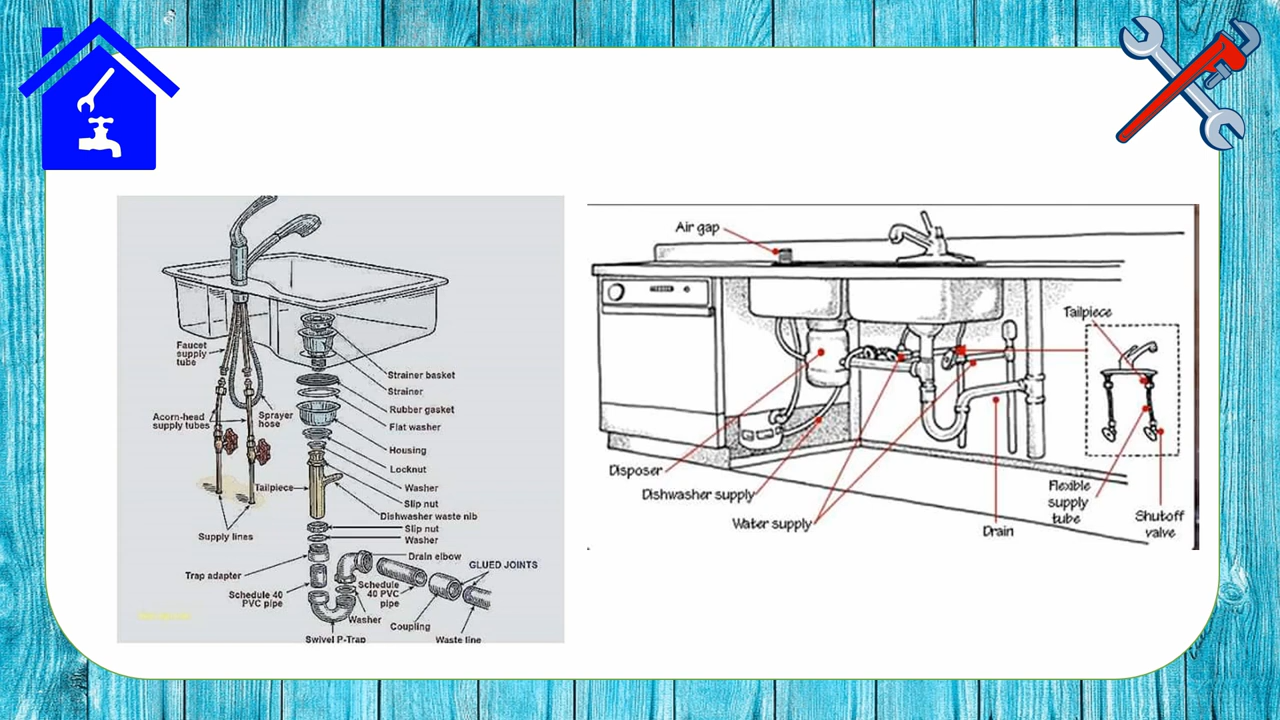 Faucet
supply
tube
Acorn-head
supply tubes
Sprayer
hose
Supply lines
Strainer basket
Strainer
Rubber gasket
Flat washer
Housing
Locknut
Washer
Slip nut
Tailpiece
Dishwasher waste nib
Slip nut
Washer
Drain elbow
GLUED JOINTS
Trap adapter
Schedule 40
PVC pipe
Schedule
40 PVC
pipe
Washer
Coupling
Swivel P-Trap
Waste line
Air gap
Tailpiece
Disposer
Dishwasher supply
Water supply
Drain
Flexible
supply
tube
Shutoff
valve